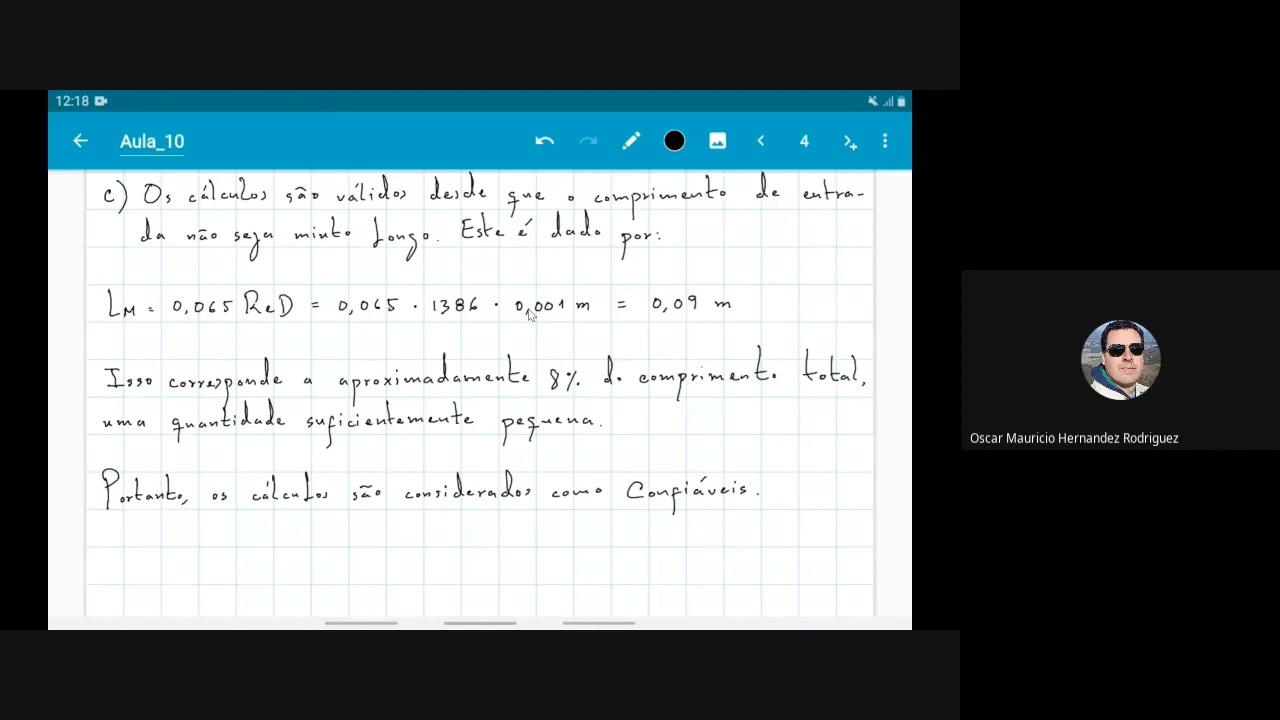 12:18
Aula_10
4
c) Os cálculos são válidos desde que o comprimento de entra-
da não seja muito longo. Este é dado por:
LM = 0,065 ReD = 0,065 · 1386 · 0,001 m = 0,09 m
Isso corresponde a aproximadamente 8% do comprimento total,
uma quantidade suficientemente pequena.
Portanto, os cálculos são considerados como Confiáveis.
Oscar Mauricio Hernandez Rodriguez